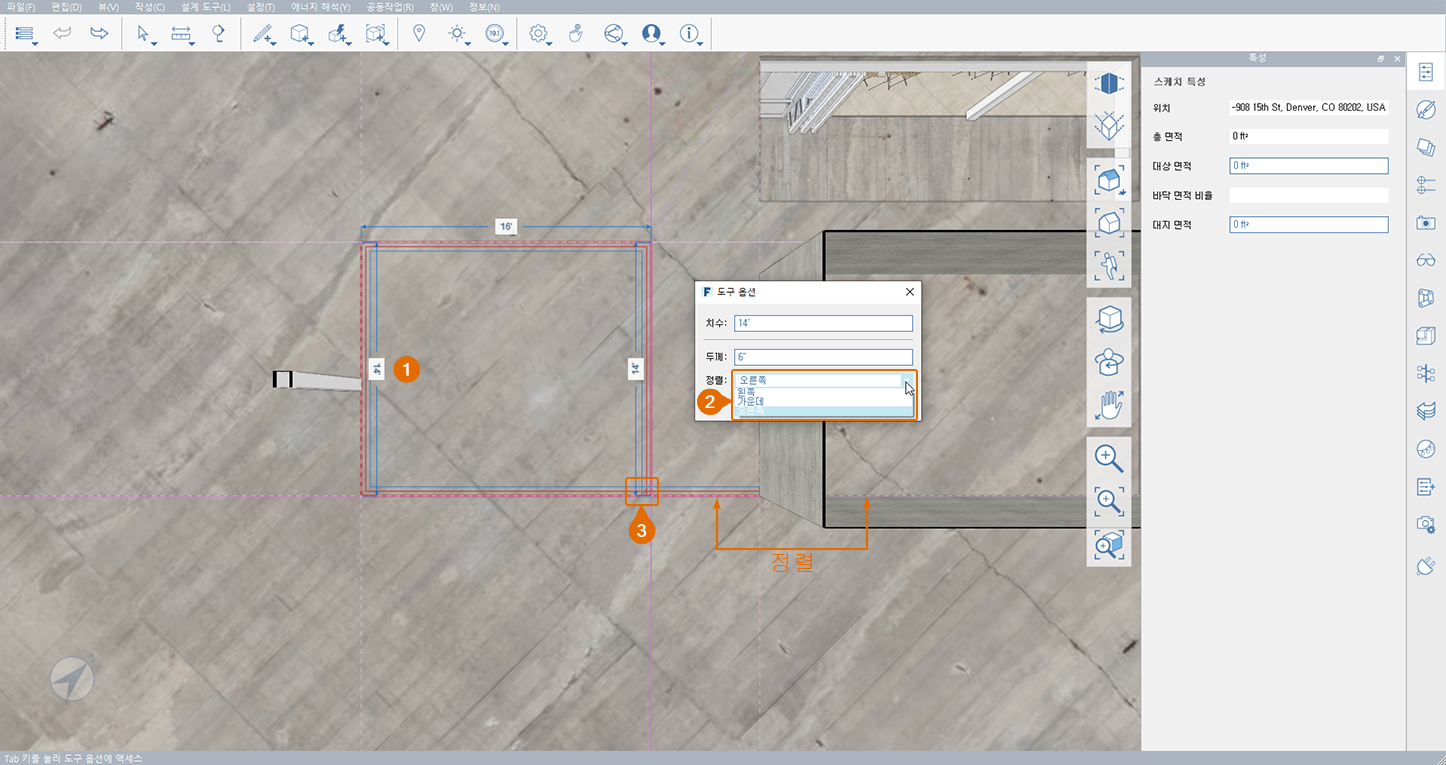 파일(F) 편집(D) 뷰(V) 작성(C) 설계 도구(L) 설정(T) 에너지 해석(Y) 공동작업(R) 창(W) 정보(N)
19.1
특성
스케치 특성
위치 -908 15th St, Denver, CO 80202, USA
총 면적 0 ft²
대상 면적 0 ft²
바닥 면적 비율
대지 면적 0 ft²
16'
F 도구 옵션
치수: 14'
두께: 6"
정렬: 오른쪽
왼쪽
가운데
오른쪽
14'
1
14'
2
3
정렬
Tab 키를 눌러 도구 옵션에 액세스